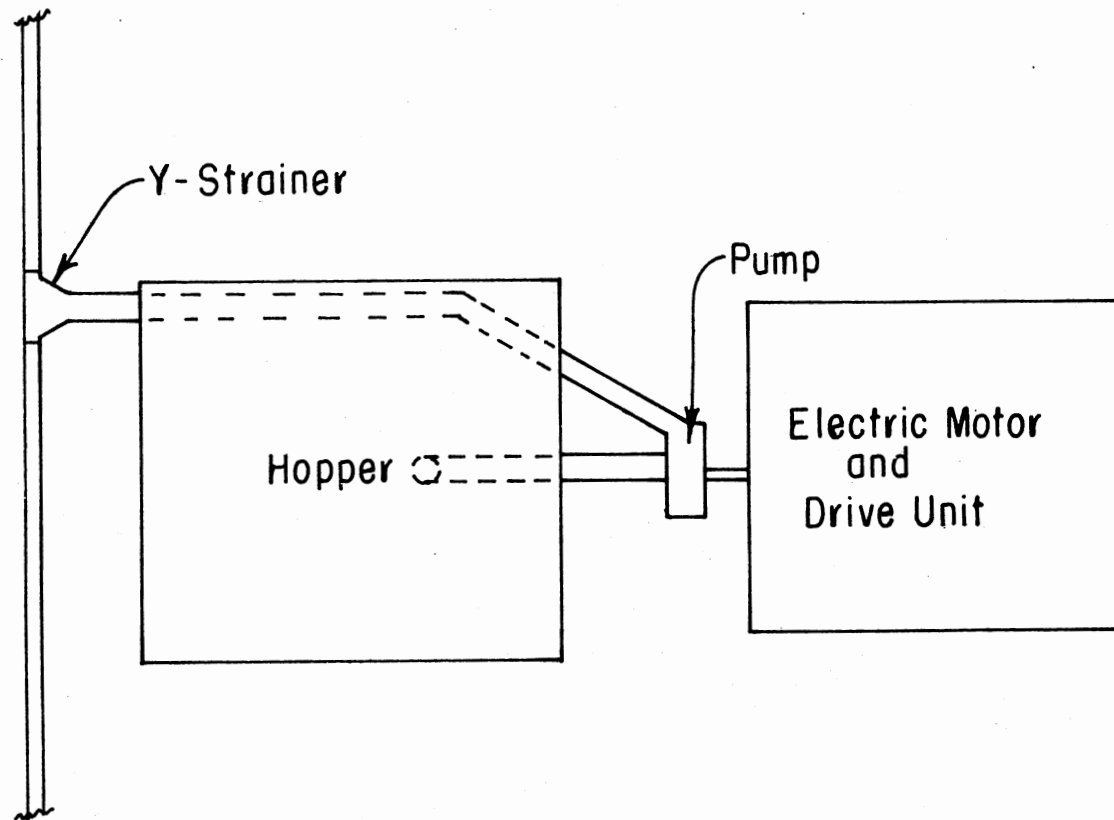 Y-Strainer
Pump
Electric Motor
and
Drive Unit
Hopper